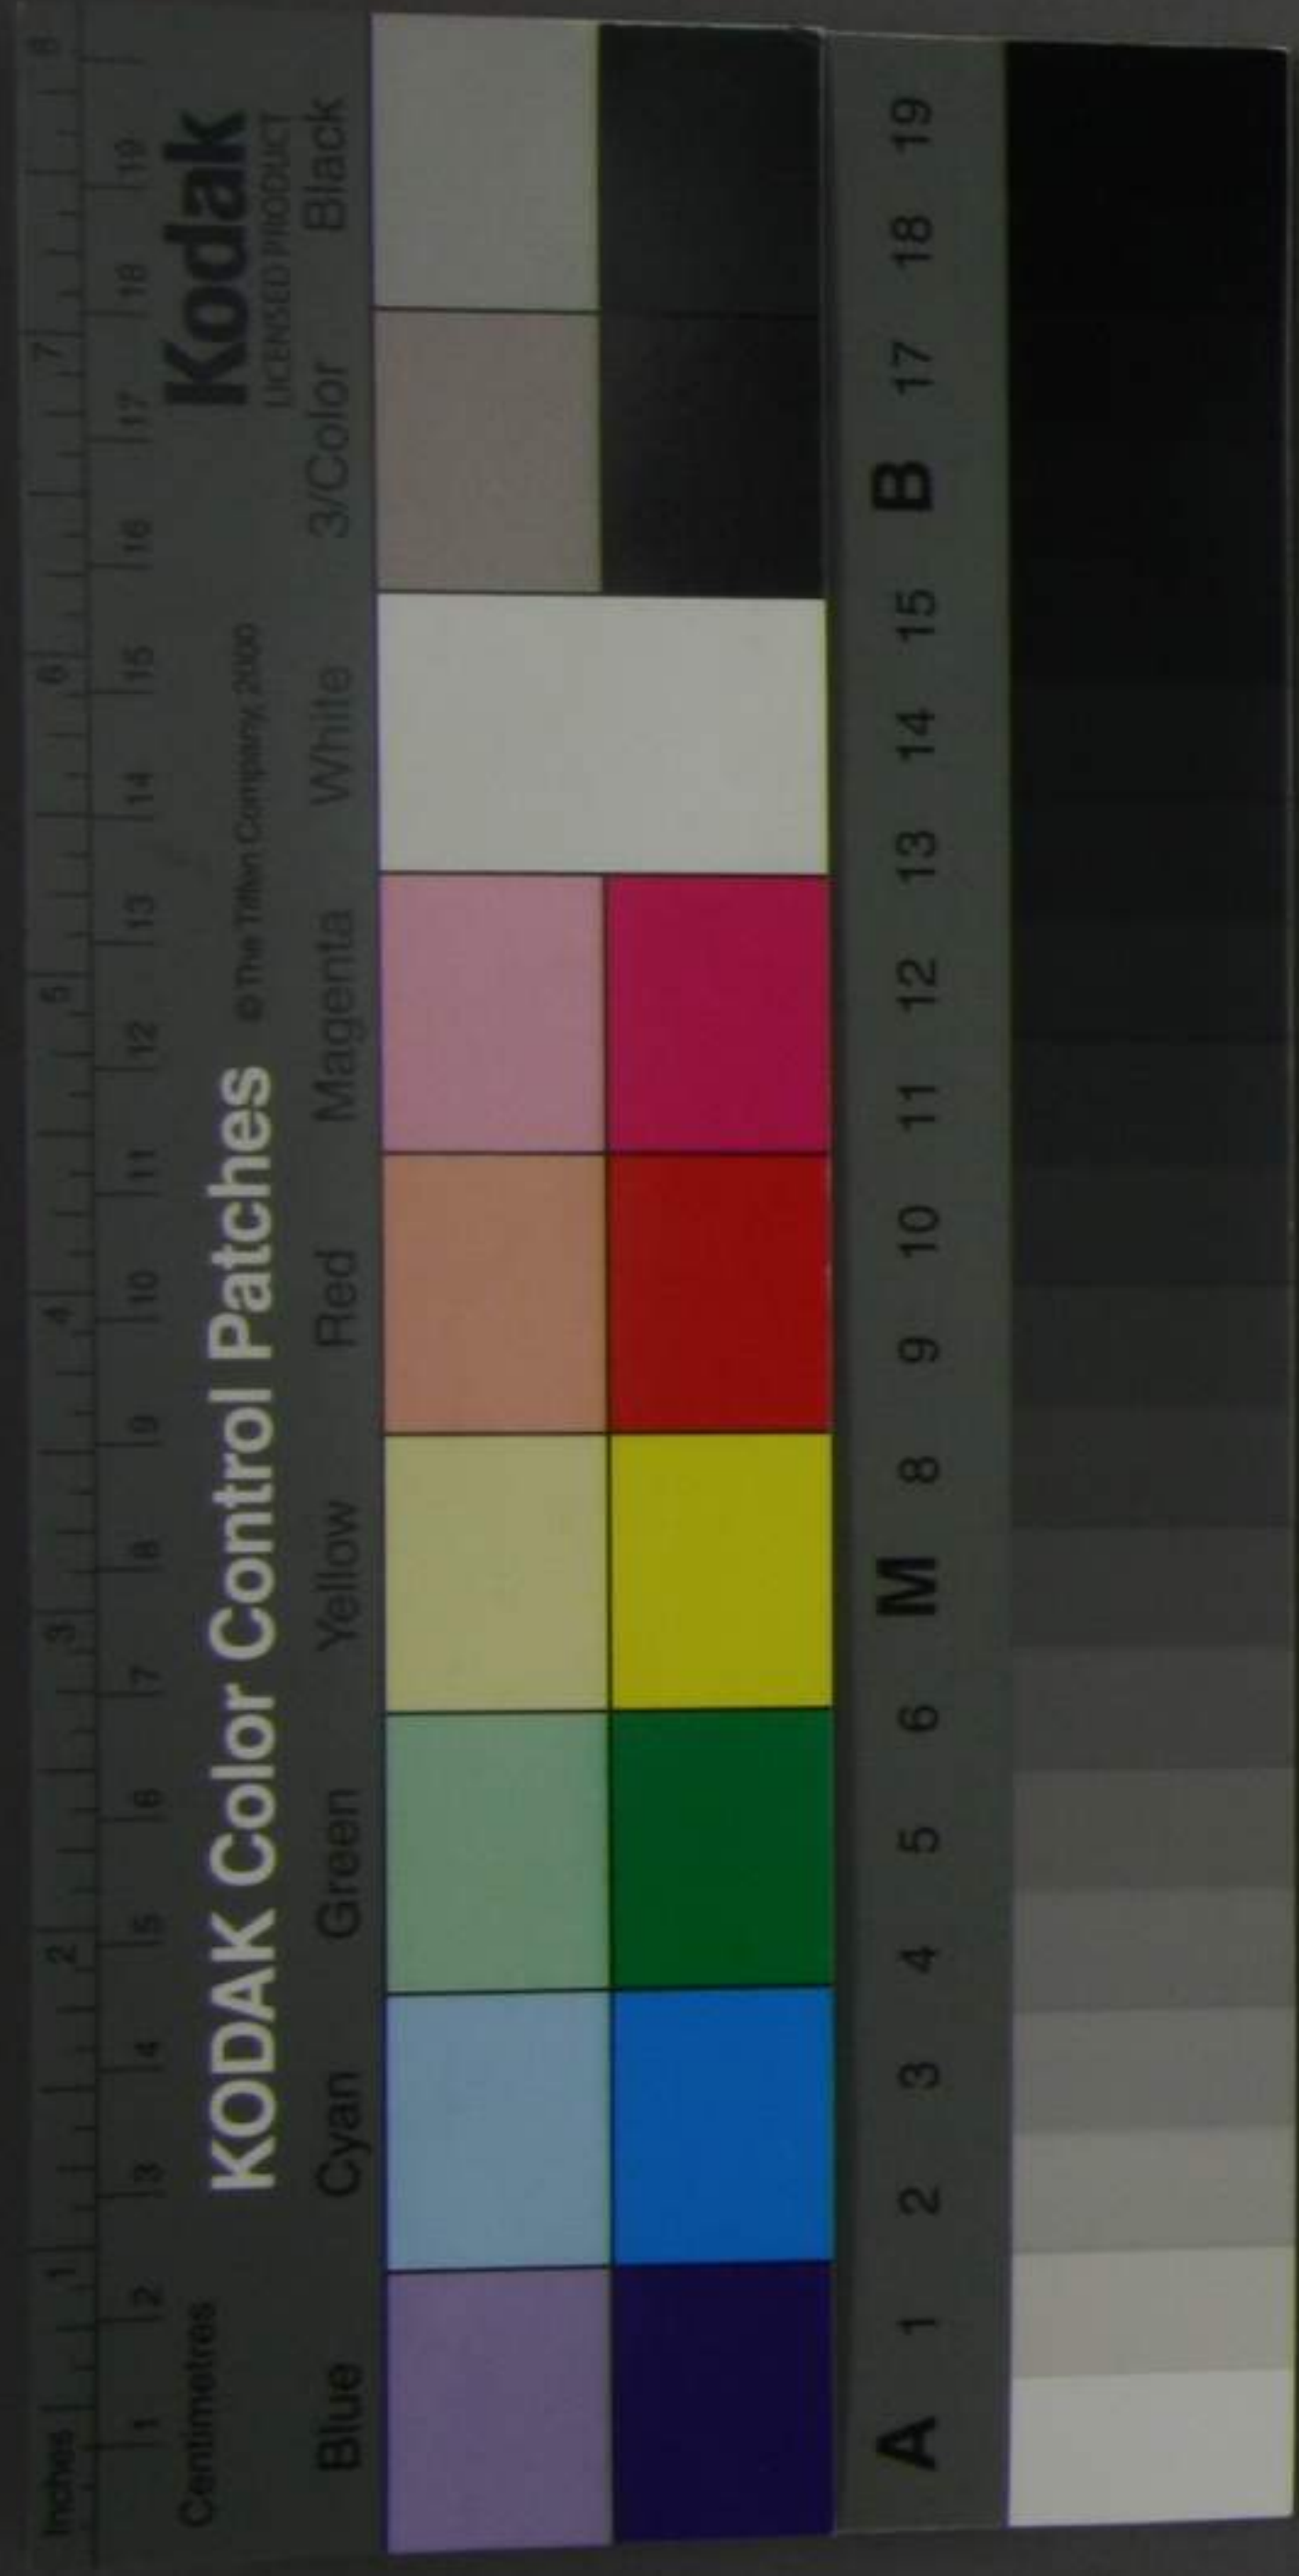 Inches 1 2 3 4 5 6 7 8
Centimetres 1 2 3 4 5 6 7 8 9 10 11 12 13 14 15 16 17 18 19
KODAK Color Control Patches © The Tiffen Company, 2000
Kodak
LICENSED PRODUCT
Blue Cyan Green Yellow Red Magenta White 3/Color Black
A 1 2 3 4 5 6 M 8 9 10 11 12 13 14 15 B 17 18 19